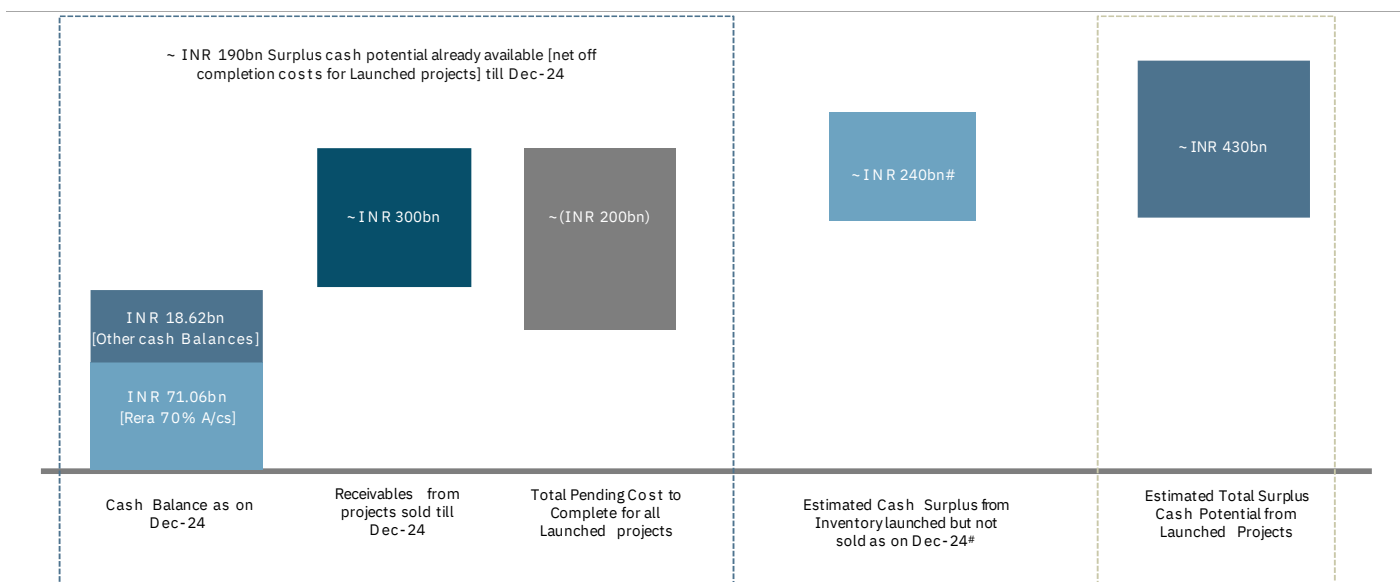 ~ INR 190bn Surplus cash potential already available [net off
completion costs for Launched projects] till Dec-24
~ INR 430bn
~ INR 240bn#
~ INR 300bn
~ (INR 200bn)
INR 18.62bn
[Other cash Balances]
INR 71.06bn
[Rera 70% A/cs]
Cash Balance as on
Dec-24
Receivables from
projects sold till
Dec-24
Total Pending Cost to
Complete for all
Launched projects
Estimated Cash Surplus from
Inventory launched but not
sold as on Dec-24#
Estimated Total Surplus
Cash Potential from
Launched Projects